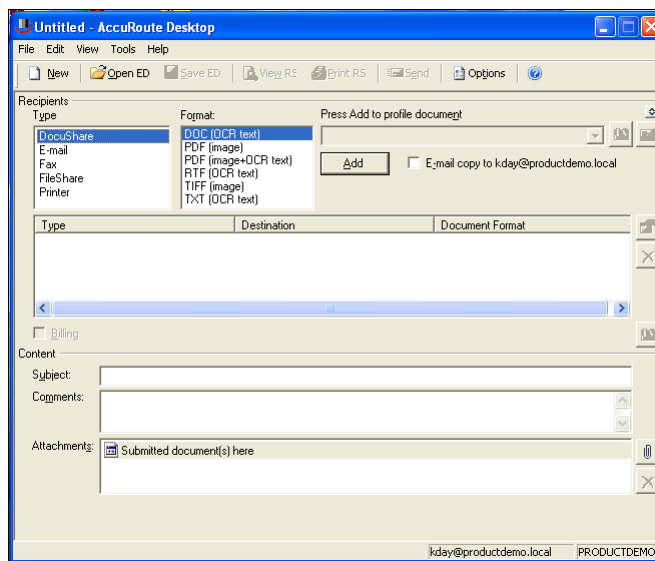 Untitled - AccuRoute Desktop
File Edit View Tools Help
New Open ED Save ED View RS Print RS Send Options
Recipients
Type
DocuShare
E-mail
Fax
FileShare
Printer
Format:
DOC (OCR text)
PDF (image)
PDF (image+OCR text)
RTF (OCR text)
TIFF (image)
TXT (OCR text)
Press Add to profile document
Add E-mail copy to kday@productdemo.local
Type Destination Document Format
Billing
Content
Subject:
Comments:
Attachments: Submitted document(s) here
kday@productdemo.local PRODUCTDEMO